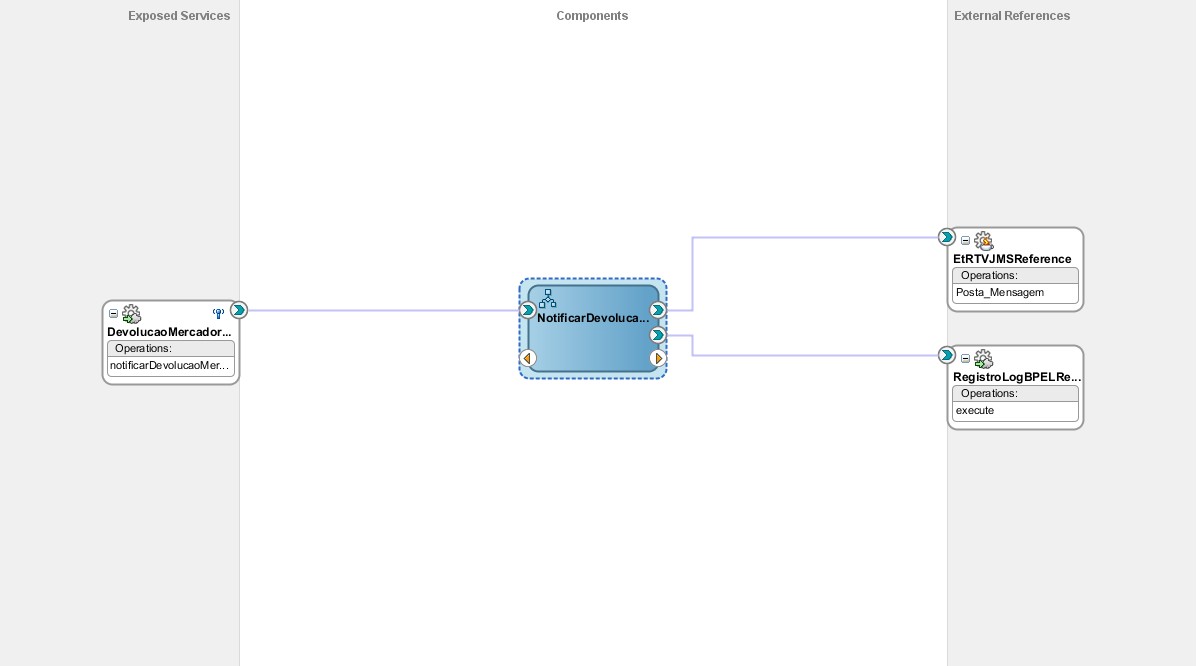 Exposed Services
Components
External References
DevolucaoMercador...
Operations:
notificarDevolucaoMer...
NotificarDevoluca...
EtRTVJMSReference
Operations:
Posta_Mensagem
RegistroLogBPELRe...
Operations:
execute